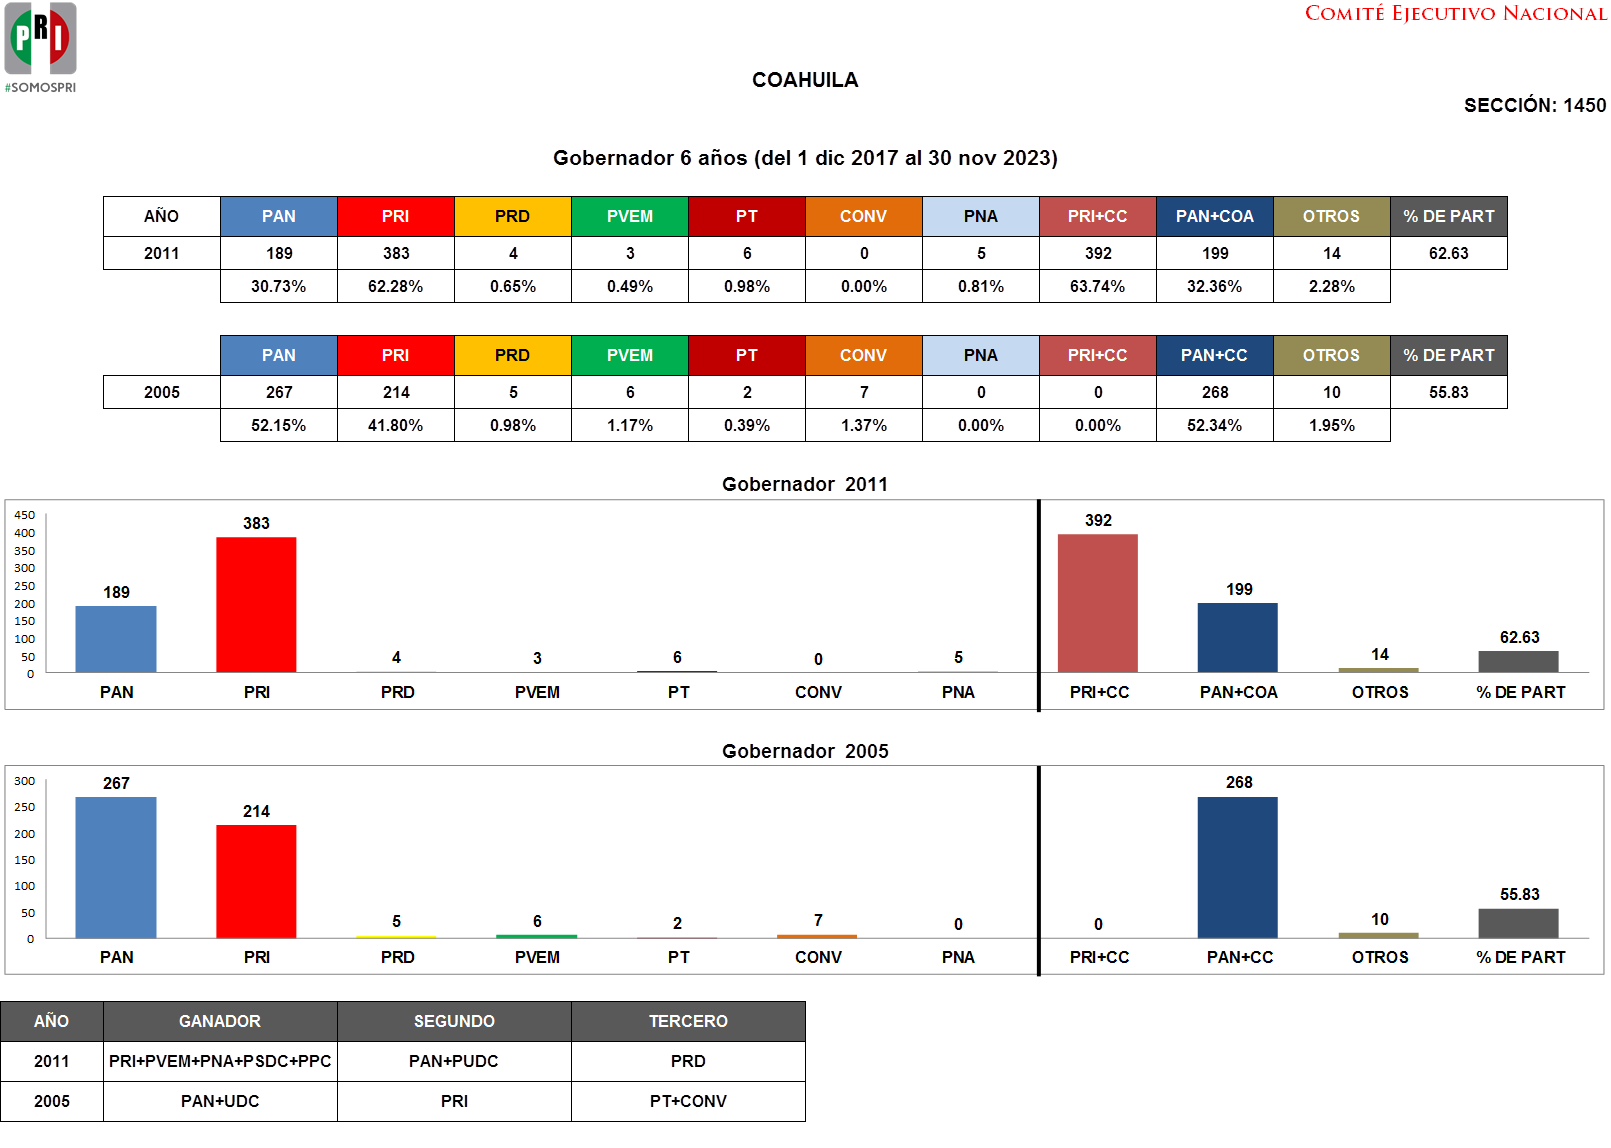 PRI
#SOMOSPRI
COMITÉ EJECUTIVO NACIONAL
COAHUILA
SECCIÓN: 1450
Gobernador 6 años (del 1 dic 2017 al 30 nov 2023)
AÑO PAN PRI PRD PVEM PT CONV PNA PRI+CC PAN+COA OTROS % DE PART
2011 189 383 4 3 6 0 5 392 199 14 62.63
30.73% 62.28% 0.65% 0.49% 0.98% 0.00% 0.81% 63.74% 32.36% 2.28%
PAN PRI PRD PVEM PT CONV PNA PRI+CC PAN+CC OTROS % DE PART
2005 267 214 5 6 2 7 0 0 268 10 55.83
52.15% 41.80% 0.98% 1.17% 0.39% 1.37% 0.00% 0.00% 52.34% 1.95%
Gobernador 2011
450
400
350
300
250
200
150
100
50
0
189 383 4 3 6 0 5 392 199 14 62.63
PAN PRI PRD PVEM PT CONV PNA PRI+CC PAN+COA OTROS % DE PART
Gobernador 2005
300
250
200
150
100
50
0
267 214 5 6 2 7 0 0 268 10 55.83
PAN PRI PRD PVEM PT CONV PNA PRI+CC PAN+CC OTROS % DE PART
AÑO GANADOR SEGUNDO TERCERO
2011 PRI+PVEM+PNA+PSDC+PPC PAN+PUDC PRD
2005 PAN+UDC PRI PT+CONV